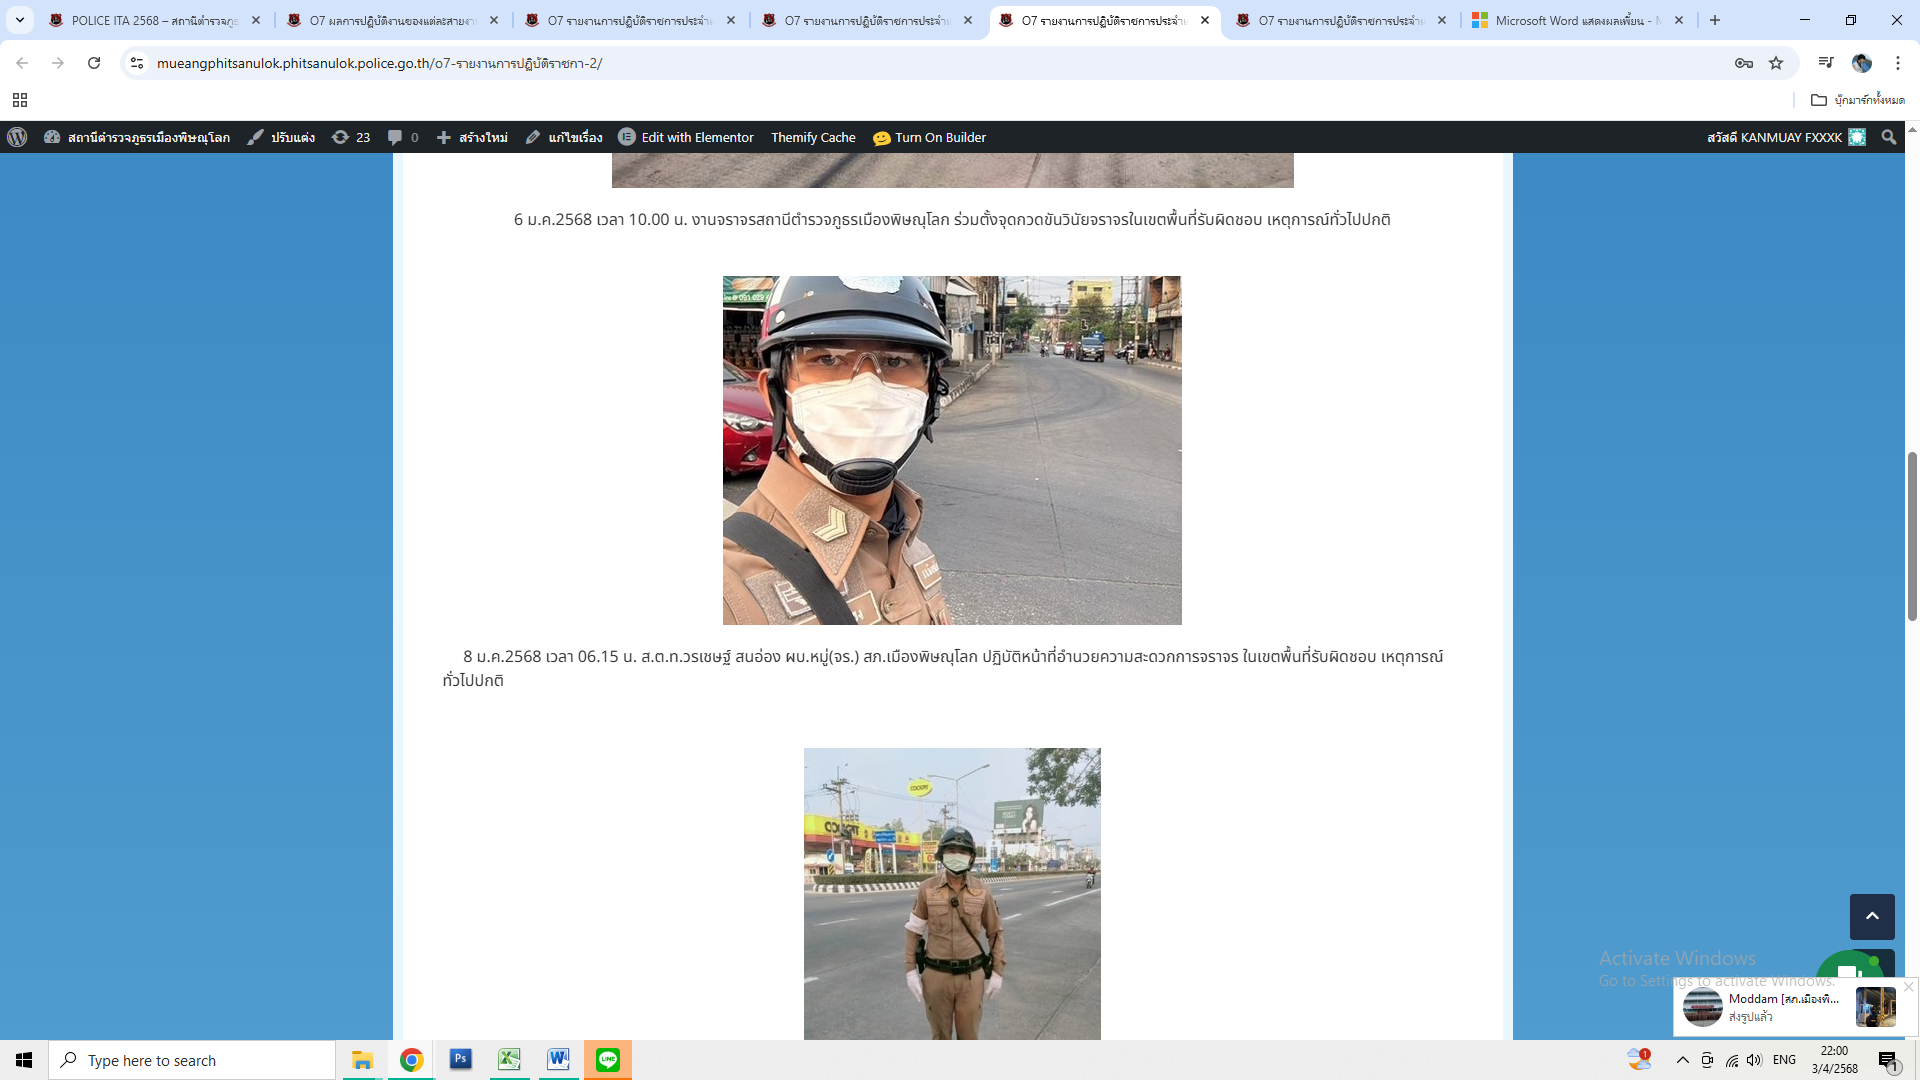 POLICE ITA 2568 – สถานีตำรวจภูธร
O7 ผลการปฏิบัติงานของแต่ละสายงาน
O7 รายงานการปฏิบัติราชการประจำ
O7 รายงานการปฏิบัติราชการประจำ
O7 รายงานการปฏิบัติราชการประจำ
O7 รายงานการปฏิบัติราชการประจำ
Microsoft Word แสดงผลเพี้ยน - M
mueangphitsanulok.phitsanulok.police.go.th/o7-รายงานการปฏิบัติราชกา-2/
บุ๊กมาร์กทั้งหมด
สถานีตำรวจภูธรเมืองพิษณุโลก ปรับแต่ง 23 0 สร้างใหม่ แก้ไขเรื่อง Edit with Elementor Themify Cache Turn On Builder
สวัสดี KANMUAY FXXXK
6 ม.ค.2568 เวลา 10.00 น. งานจราจรสถานีตำรวจภูธรเมืองพิษณุโลก ร่วมตั้งจุดกวดขันวินัยจราจรในเขตพื้นที่รับผิดชอบ เหตุการณ์ทั่วไปปกติ
8 ม.ค.2568 เวลา 06.15 น. ส.ต.ท.วรเชษฐ์ สนอ่อง ผบ.หมู่(จร.) สภ.เมืองพิษณุโลก ปฏิบัติหน้าที่อำนวยความสะดวกการจราจร ในเขตพื้นที่รับผิดชอบ เหตุการณ์
ทั่วไปปกติ
COCKPIT
COCKPIT
Activate Windows
Go to Settings to activate Windows.
Moddam [สภ.เมืองพิ...
ส่งรูปแล้ว
Type here to search
Ps
LINE
1
ENG
22:00
3/4/2568
1